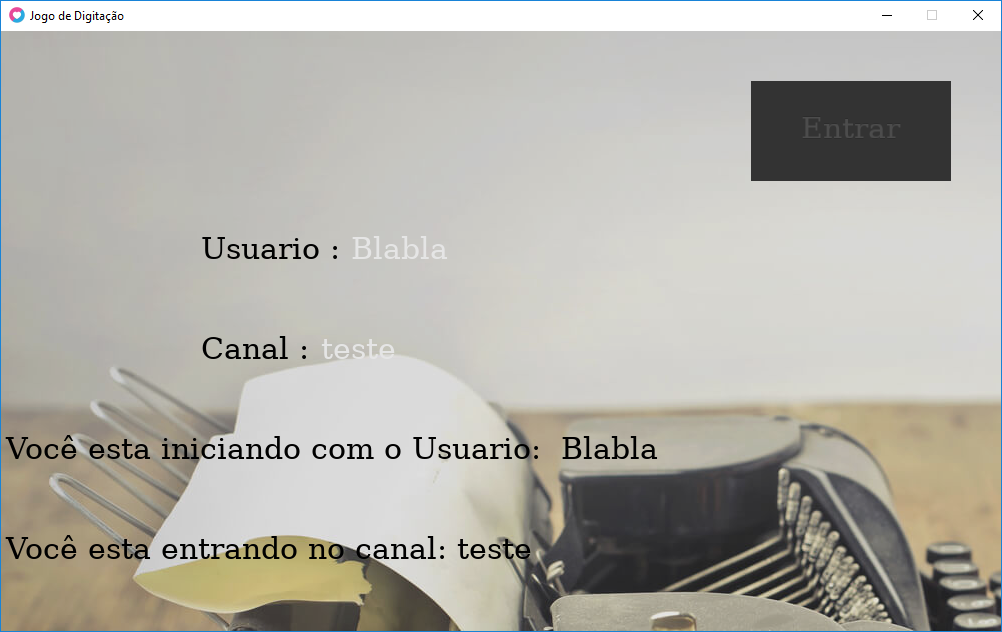 Jogo de Digitação
Entrar
Usuario : Blabla
Canal : teste
Você esta iniciando com o Usuario: Blabla
Você esta entrando no canal: teste